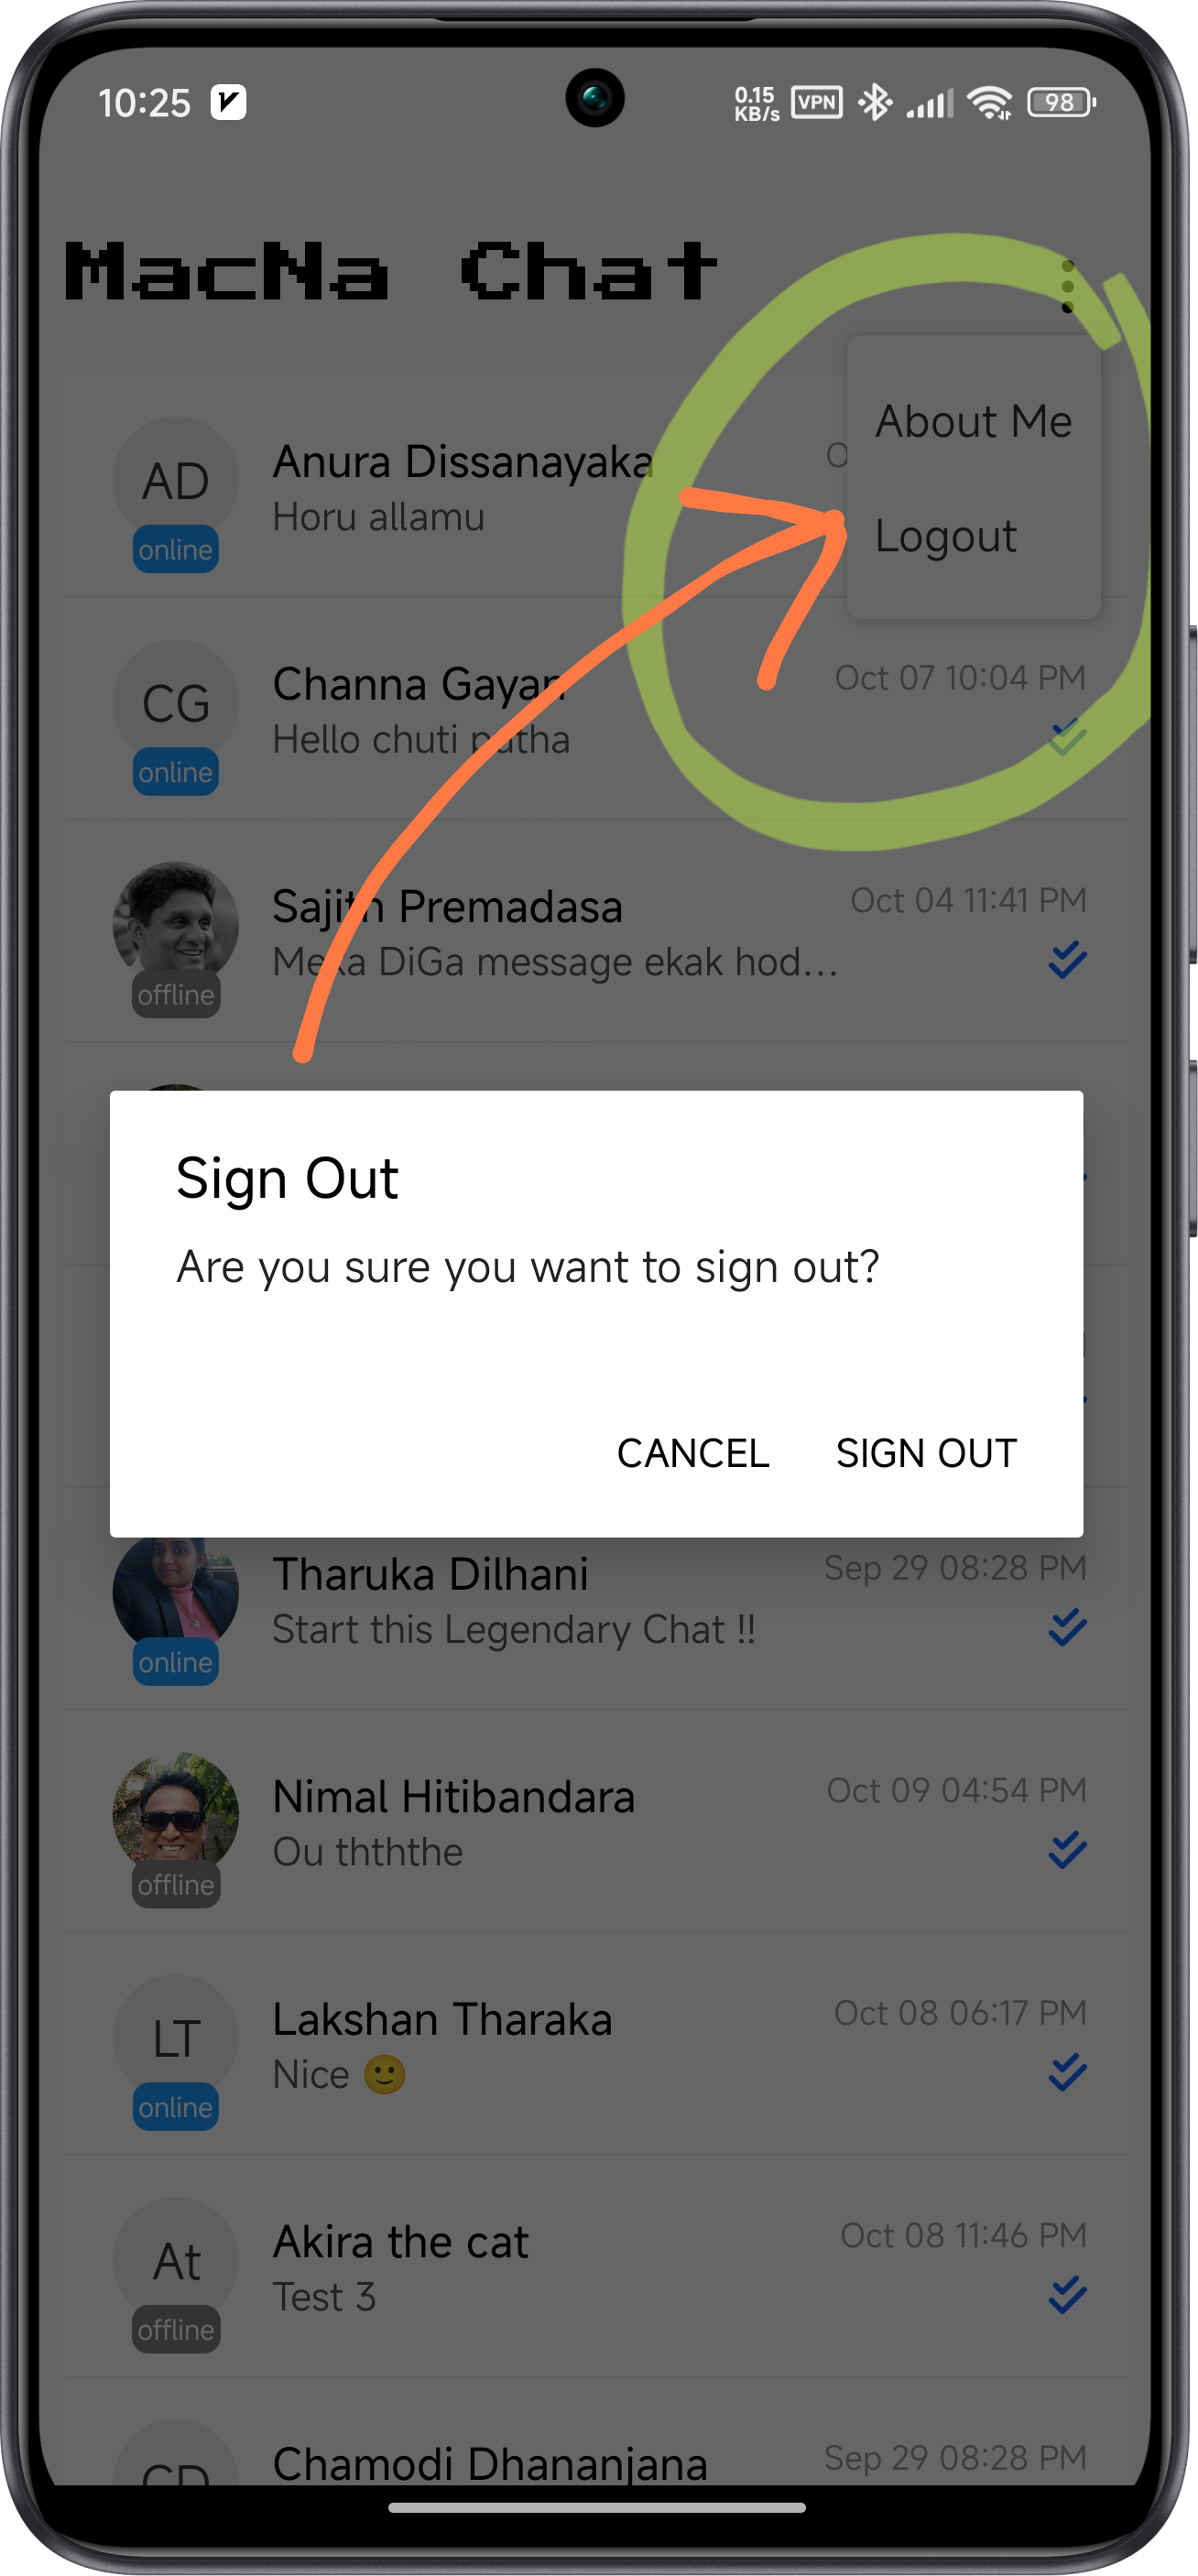 10:25
0.15
KB/s
VPN
98
MacNa Chat
About Me
Logout
AD
online
Anura Dissanayaka
Horu allamu
CG
online
Channa Gayan
Hello chuti putha
Oct 07 10:04 PM
offline
Sajith Premadasa
Meka DiGa message ekak hod...
Oct 04 11:41 PM
Sign Out
Are you sure you want to sign out?
CANCEL SIGN OUT
online
Tharuka Dilhani
Start this Legendary Chat !!
Sep 29 08:28 PM
offline
Nimal Hitibandara
Ou thththe
Oct 09 04:54 PM
LT
online
Lakshan Tharaka
Nice 🙂
Oct 08 06:17 PM
At
offline
Akira the cat
Test 3
Oct 08 11:46 PM
CD
Chamodi Dhananjana
Sep 29 08:28 PM